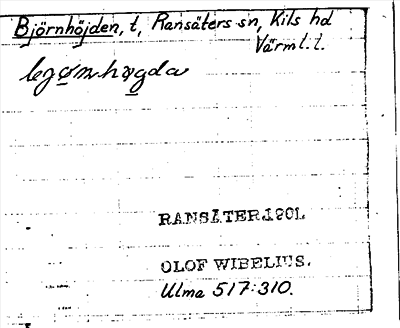 Björnhöjden, t, Ransäters sn, Kils hd
Värml. l.
RANSÄTER 1901.
OLOF WIBELIUS.
Ulma 517:310.